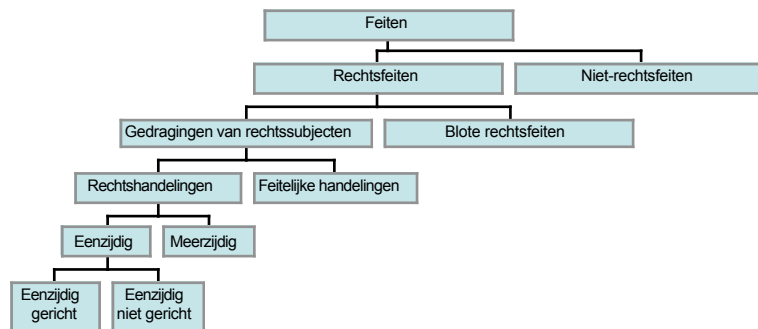 Feiten
Rechtsfeiten
Niet-rechtsfeiten
Gedragingen van rechtssubjecten
Blote rechtsfeiten
Rechtshandelingen
Feitelijke handelingen
Eenzijdig
Meerzijdig
Eenzijdig
gericht
Eenzijdig
niet gericht